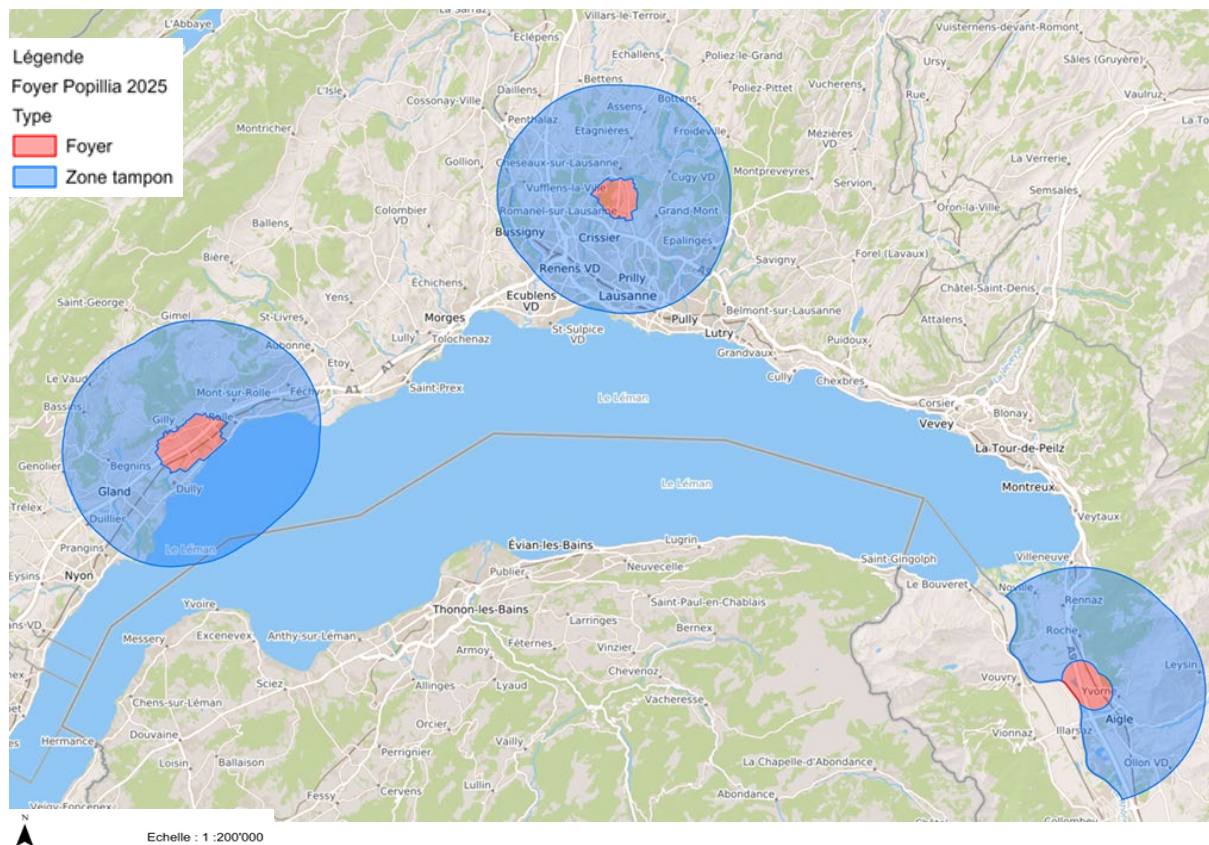 Légende
Foyer Popillia 2025
Type
Foyer
Zone tampon
L'Abbaye
La Sarraz
Eclépens
Villars-le-Terroir
Vuisternens-devant-Romont
Echallens
Poliez-le-Grand
Ursy
Sâles (Gruyère)
Bettens
Daillens
L'Isle
Cossonay-Ville
Penthalaz
Assens
Bottens
Poliez-Pittet
Vucherens
Rue
Vaulruz
Montricher
Etagnières
Froideville
Mézières
VD
La Verrerie
Gollion
Cheseaux-sur-Lausanne
Cugy VD
Montpreveyres
Servion
Semsales
Vufflens-la-Ville
Oron-la-Ville
Ballens
Colombier
VD
Romanel-sur-Lausanne
Grand-Mont
Bussigny
Crissier
Epalinges
Bière
Renens VD
Prilly
A9
Savigny
Forel (Lavaux)
Echichens
Châtel-Saint-Denis
Saint-George
Yens
Ecublens
VD
Lausanne
Belmont-sur-Lausanne
Attalens
Gimel
St-Livres
Morges
Pully
Lully
Tolochenaz
St-Sulpice
VD
Lutry
Puidoux
Aubonne
Etoy
Grandvaux
La Veveyse
Le Vaud
Mont-sur-Rolle
Féchy
A1
A1
Saint-Prex
Cully
Chexbres
Bassins
Gilly
Rolle
Le Léman
Corsier
Blonay
Vevey
La Tour-de-Peilz
Genolier
Begnins
Trélex
Gland
Dully
Le Léman
Montreux
Duillier
Veytaux
Prangins
Le Léman
Évian-les-Bains
Lugrin
Saint-Gingolph
Villeneuve
Eysins
Nyon
Publier
Neuvecelle
Le Bouveret
Noville
Rennaz
Yvoire
Thonon-les-Bains
Saint-Paul-en-Chablais
Messery
Excenevex
Anthy-sur-Léman
Larringes
Bernex
Roche
Armoy
Féternes
Vinzier
A9
Leysin
Chevenoz
Vouvry
Sciez
Allinges
Lyaud
Vacheresse
Yvorne
Chens-sur-Léman
Aigle
Orcier
Hermance
Douvaine
Vailly
Vionnaz
Illarsaz
Loisin
Ballaison
Perrignier
La Chapelle-d'Abondance
Ollon VD
Fessy
Cervens
Lullin
Abondance
Collombey
N
Echelle : 1 :200'000